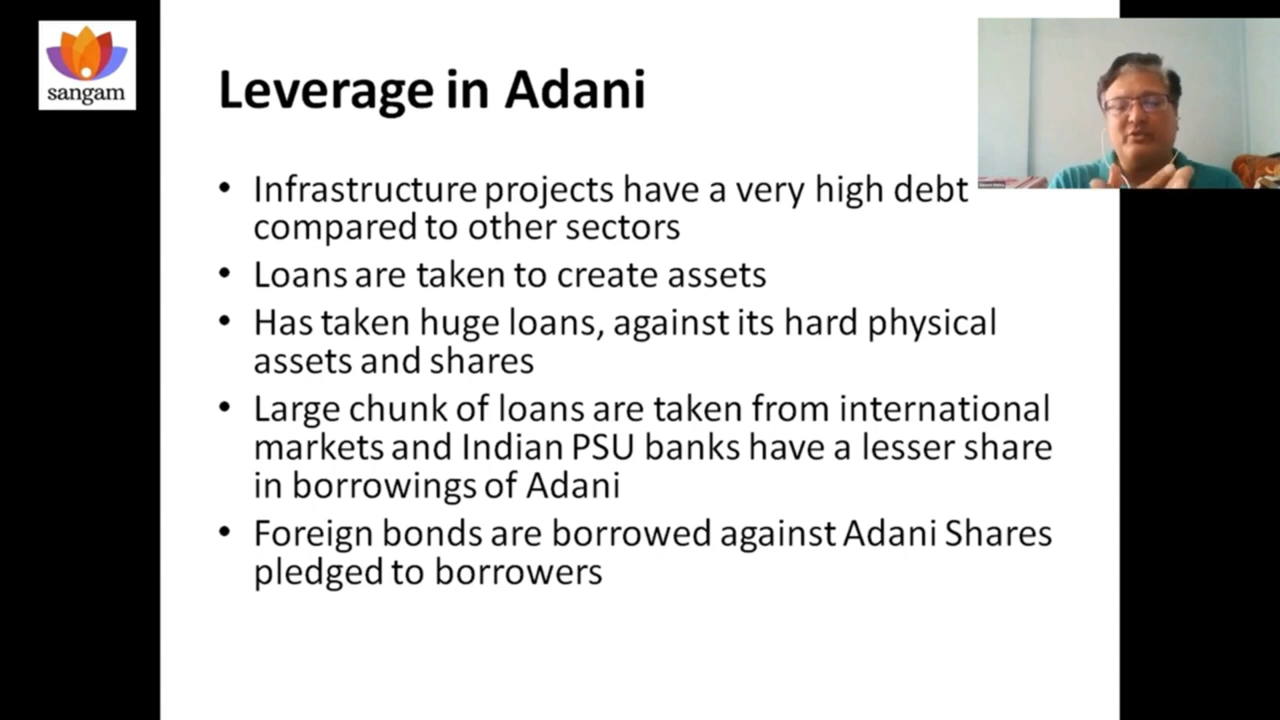 sangam
Leverage in Adani
• Infrastructure projects have a very high debt
compared to other sectors
• Loans are taken to create assets
• Has taken huge loans, against its hard physical
assets and shares
• Large chunk of loans are taken from international
markets and Indian PSU banks have a lesser share
in borrowings of Adani
• Foreign bonds are borrowed against Adani Shares
pledged to borrowers